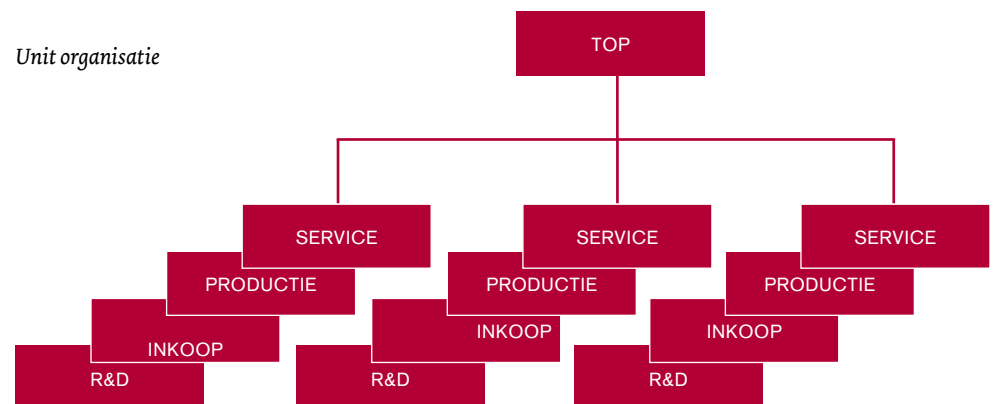 Unit organisatie
TOP
SERVICE
SERVICE
SERVICE
PRODUCTIE
PRODUCTIE
PRODUCTIE
INKOOP
INKOOP
INKOOP
R&D
R&D
R&D